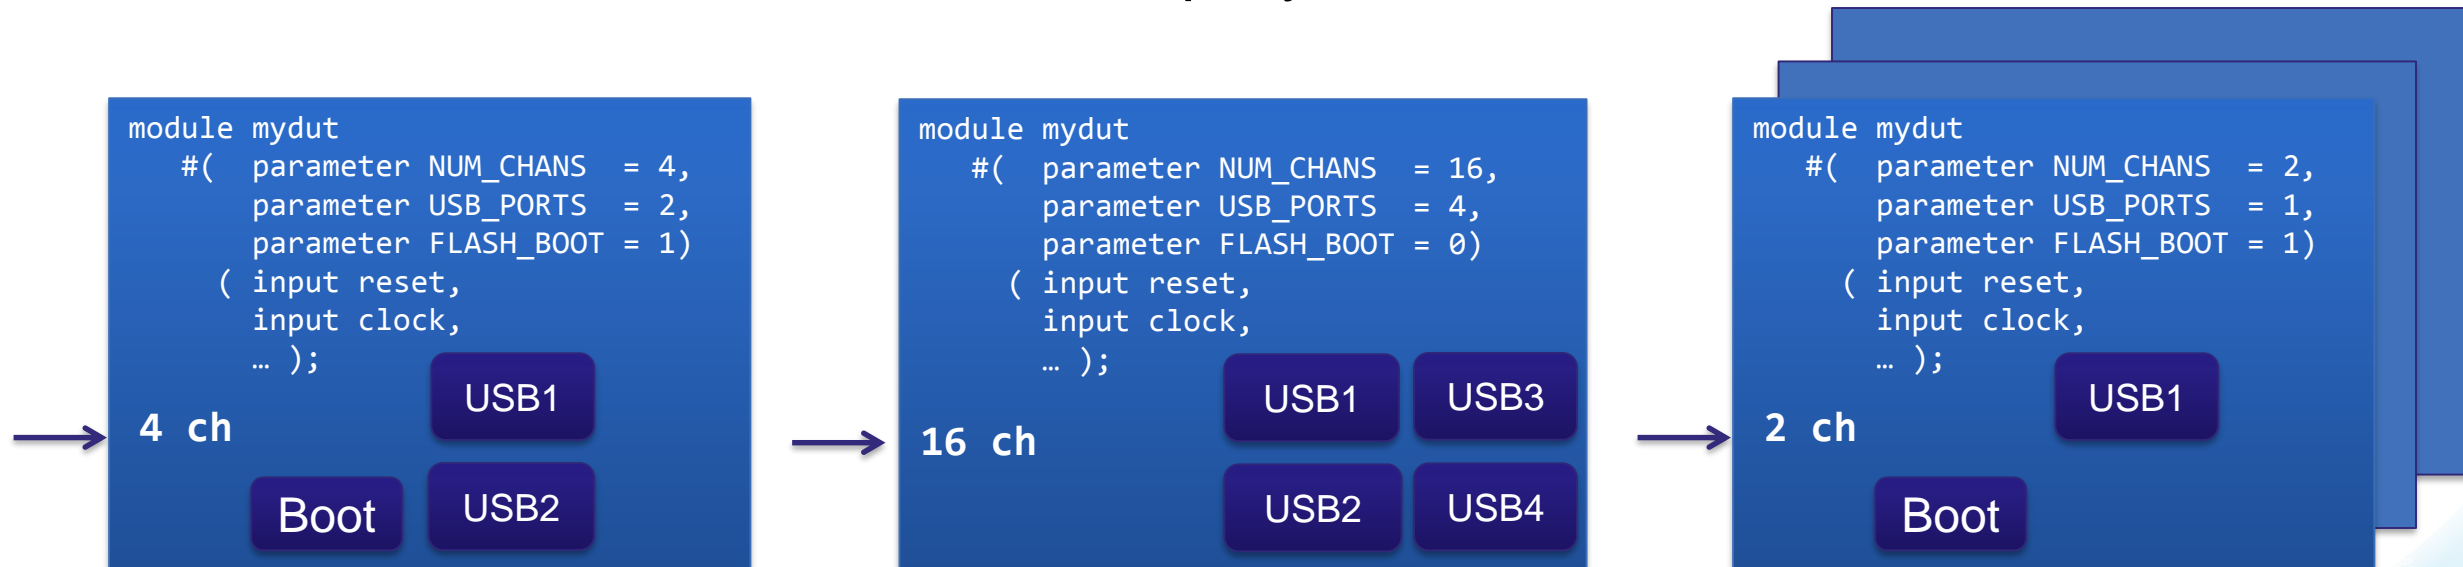 module mydut
#( parameter NUM_CHANS = 4,
parameter USB_PORTS = 2,
parameter FLASH_BOOT = 1)
( input reset,
input clock,
… );
USB1
4 ch
Boot
USB2
module mydut
#( parameter NUM_CHANS = 16,
parameter USB_PORTS = 4,
parameter FLASH_BOOT = 0)
( input reset,
input clock,
… );
USB1
USB3
16 ch
USB2
USB4
module mydut
#( parameter NUM_CHANS = 2,
parameter USB_PORTS = 1,
parameter FLASH_BOOT = 1)
( input reset,
input clock,
… );
USB1
2 ch
Boot